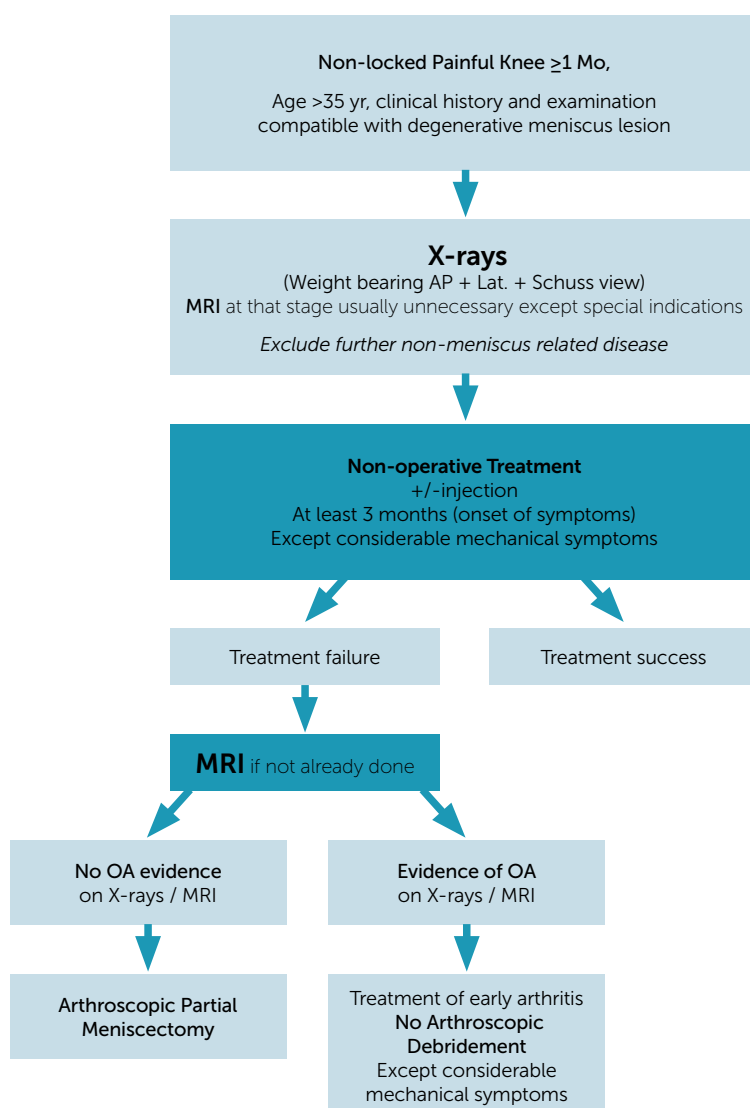 Non-locked Painful Knee ≥1 Mo,
Age >35 yr, clinical history and examination
compatible with degenerative meniscus lesion
X-rays
(Weight bearing AP + Lat. + Schuss view)
MRI at that stage usually unnecessary except special indications
Exclude further non-meniscus related disease
Non-operative Treatment
+/-injection
At least 3 months (onset of symptoms)
Except considerable mechanical symptoms
Treatment failure
Treatment success
MRI if not already done
No OA evidence
on X-rays / MRI
Evidence of OA
on X-rays / MRI
Arthroscopic Partial
Meniscectomy
Treatment of early arthritis
No Arthroscopic
Debridement
Except considerable
mechanical symptoms